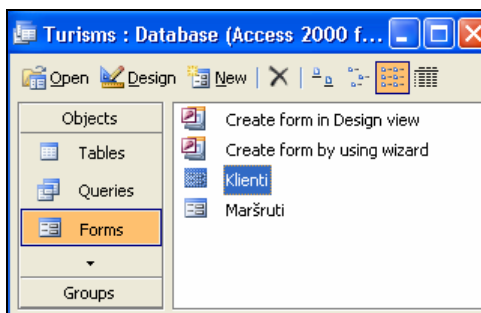 Turisms : Database (Access 2000 f...
Open Design New
Objects
Tables
Queries
Forms
Groups
Create form in Design view
Create form by using wizard
Klienti
Maršruti